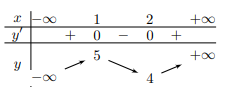 x −∞ 1 2 +∞
y′ + 0 − 0 +
5 +∞
y
−∞ 4